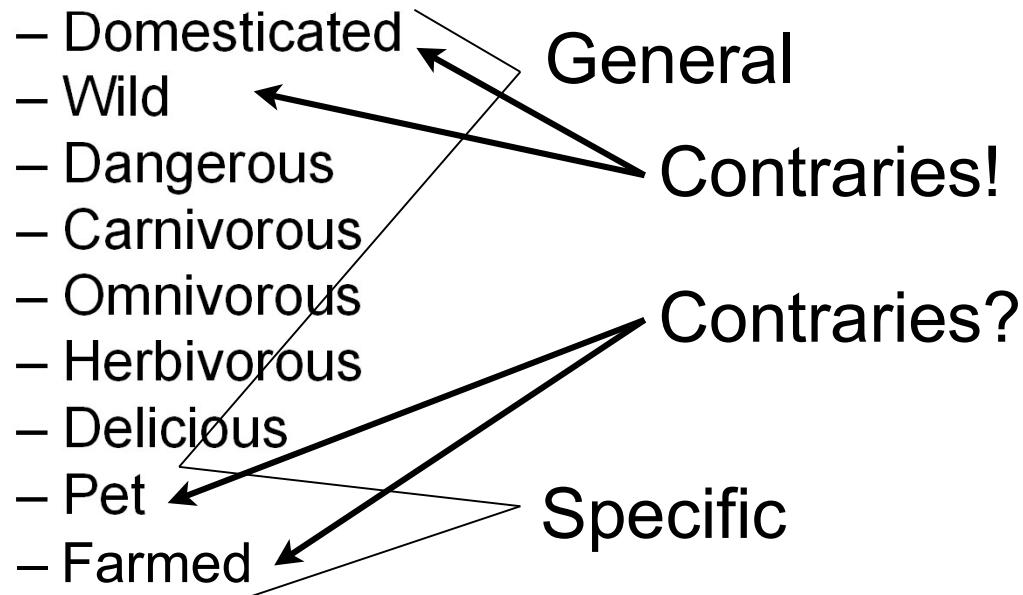 – Domesticated
– Wild
– Dangerous
– Carnivorous
– Omnivorous
– Herbivorous
– Delicious
– Pet
– Farmed
General
Contraries!
Contraries?
Specific